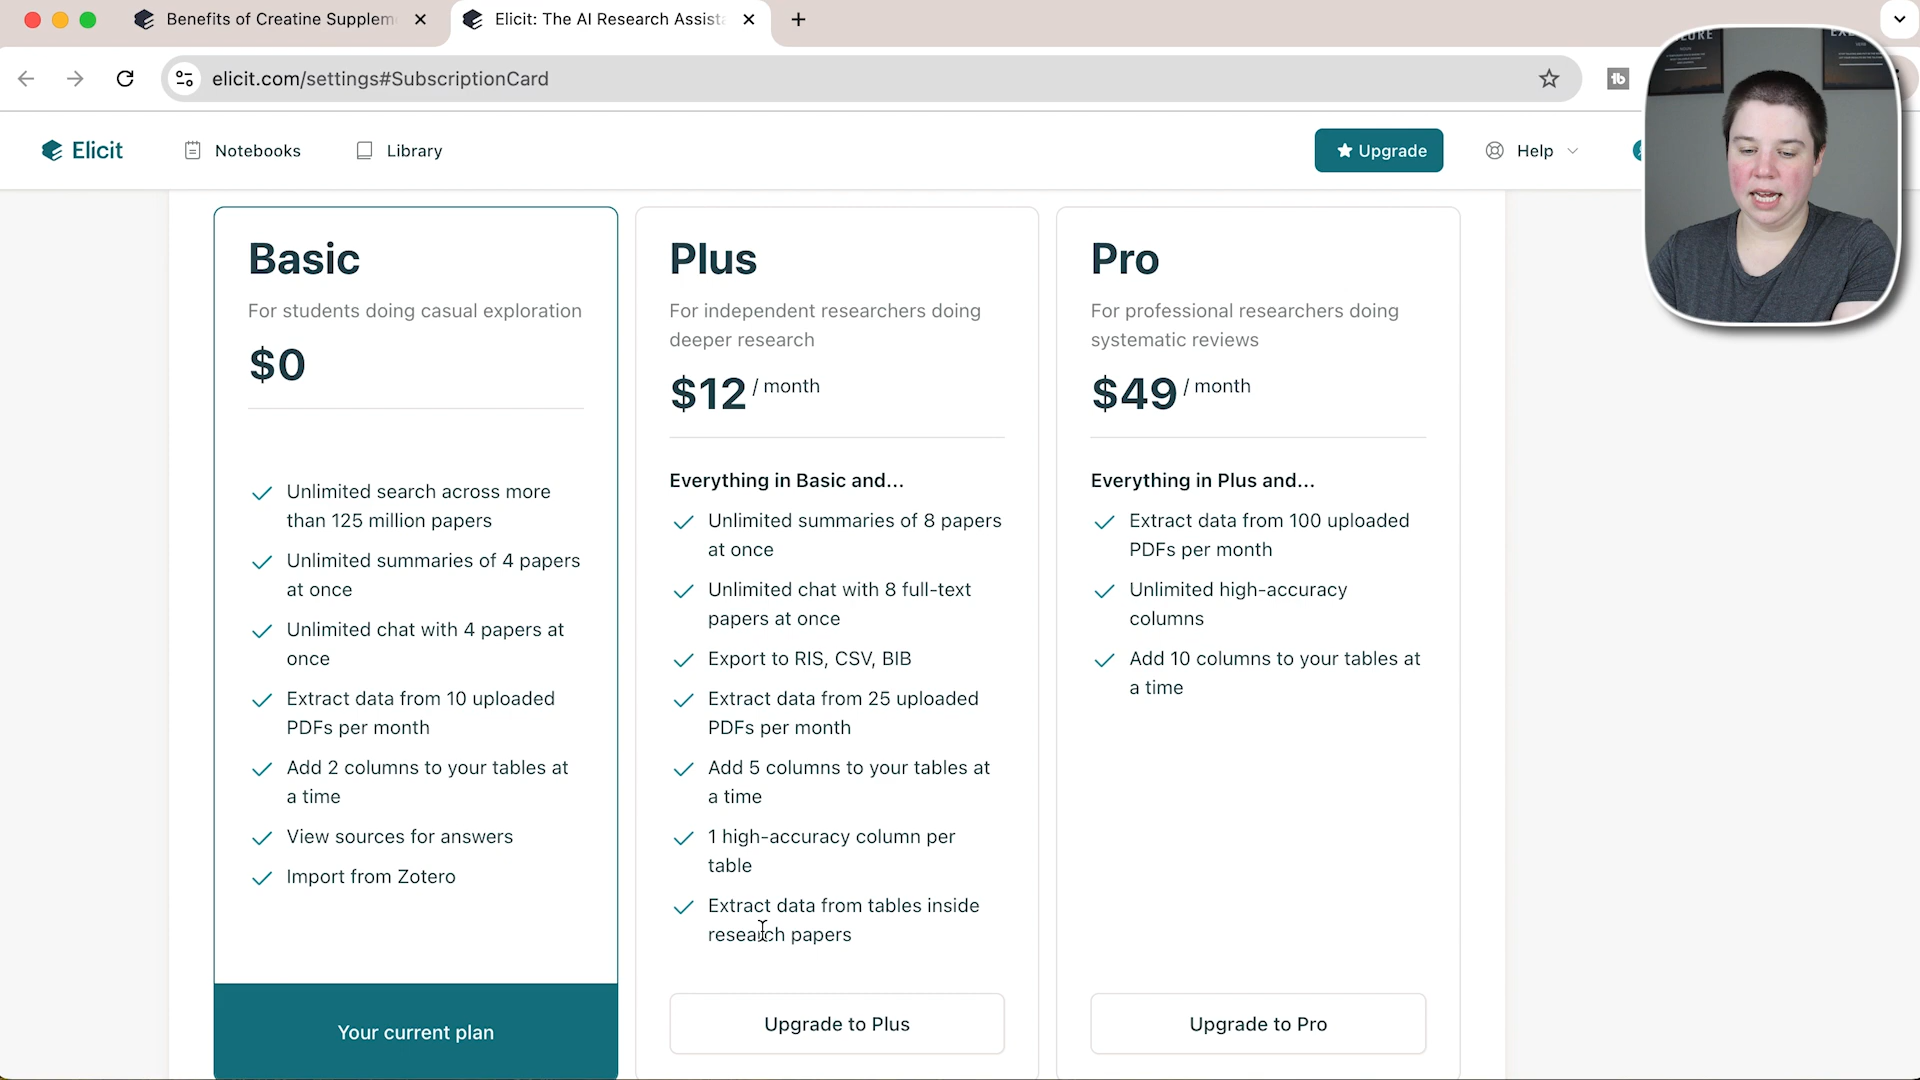 Benefits of Creatine Supplem
Elicit: The AI Research Assista
elicit.com/settings#SubscriptionCard
tb
Elicit
Notebooks
Library
Upgrade
Help
Basic
For students doing casual exploration
$0
Unlimited search across more
than 125 million papers
Unlimited summaries of 4 papers
at once
Unlimited chat with 4 papers at
once
Extract data from 10 uploaded
PDFs per month
Add 2 columns to your tables at
a time
View sources for answers
Import from Zotero
Your current plan
Plus
For independent researchers doing
deeper research
$12 / month
Everything in Basic and...
Unlimited summaries of 8 papers
at once
Unlimited chat with 8 full-text
papers at once
Export to RIS, CSV, BIB
Extract data from 25 uploaded
PDFs per month
Add 5 columns to your tables at
a time
1 high-accuracy column per
table
Extract data from tables inside
research papers
Upgrade to Plus
Pro
For professional researchers doing
systematic reviews
$49 / month
Everything in Plus and...
Extract data from 100 uploaded
PDFs per month
Unlimited high-accuracy
columns
Add 10 columns to your tables at
a time
Upgrade to Pro